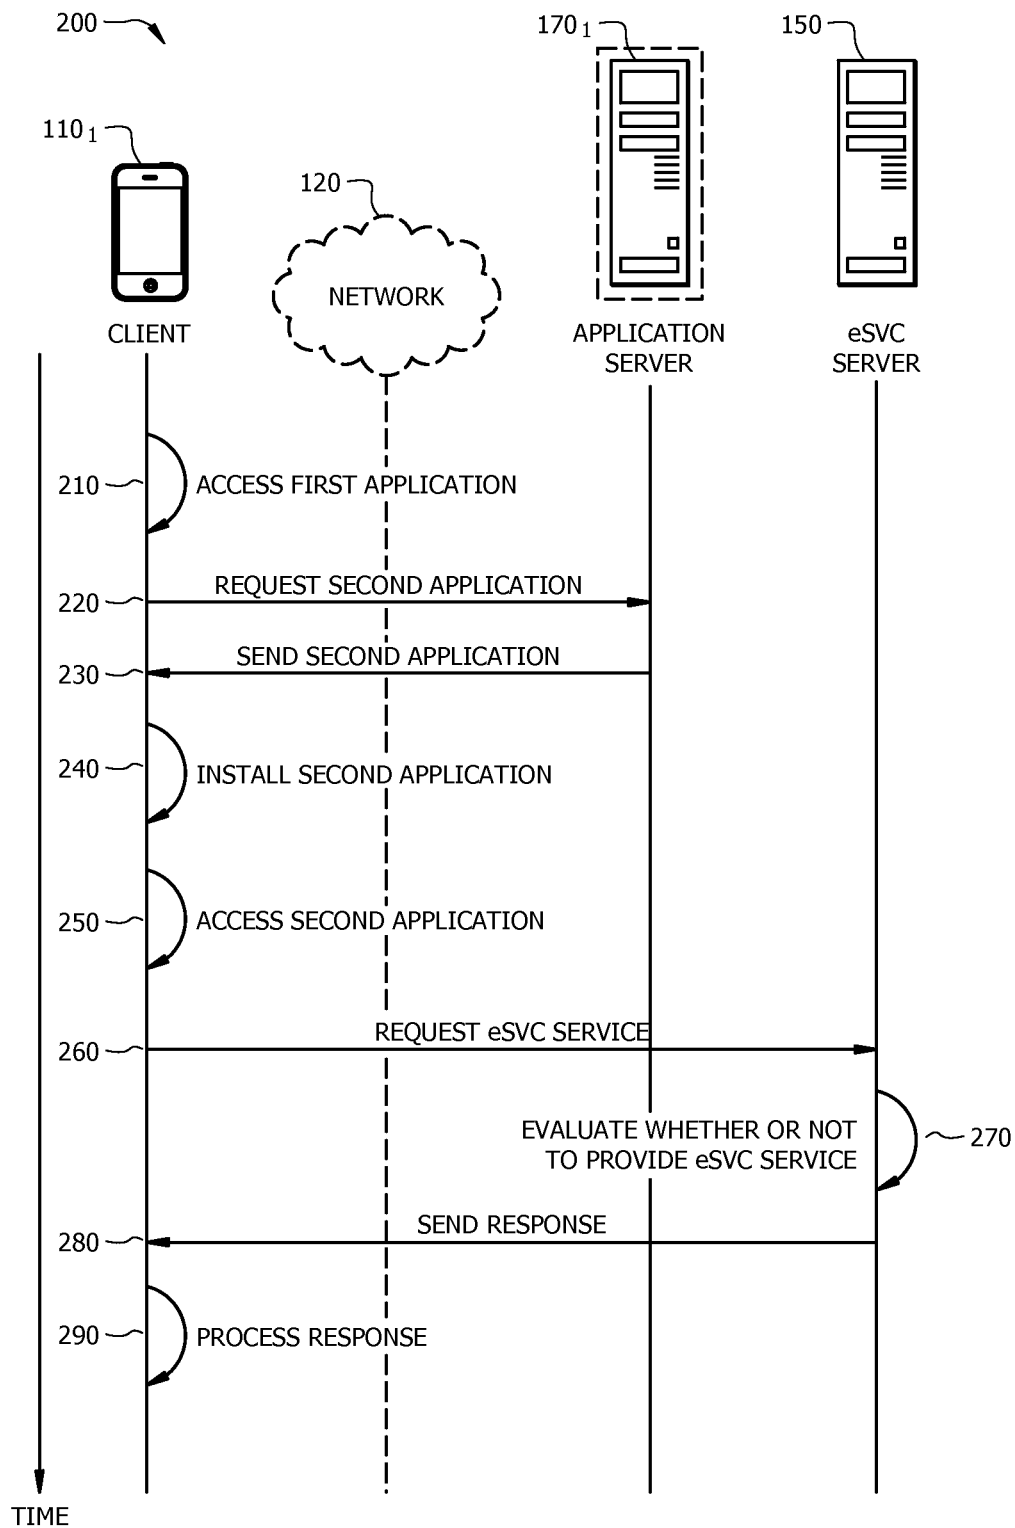 200
170 1
150
110 1
120
NETWORK
CLIENT
APPLICATION
SERVER
eSVC
SERVER
210
ACCESS FIRST APPLICATION
REQUEST SECOND APPLICATION
220
SEND SECOND APPLICATION
230
240
INSTALL SECOND APPLICATION
250
ACCESS SECOND APPLICATION
REQUEST eSVC SERVICE
260
EVALUATE WHETHER OR NOT
TO PROVIDE eSVC SERVICE
270
SEND RESPONSE
280
290
PROCESS RESPONSE
TIME